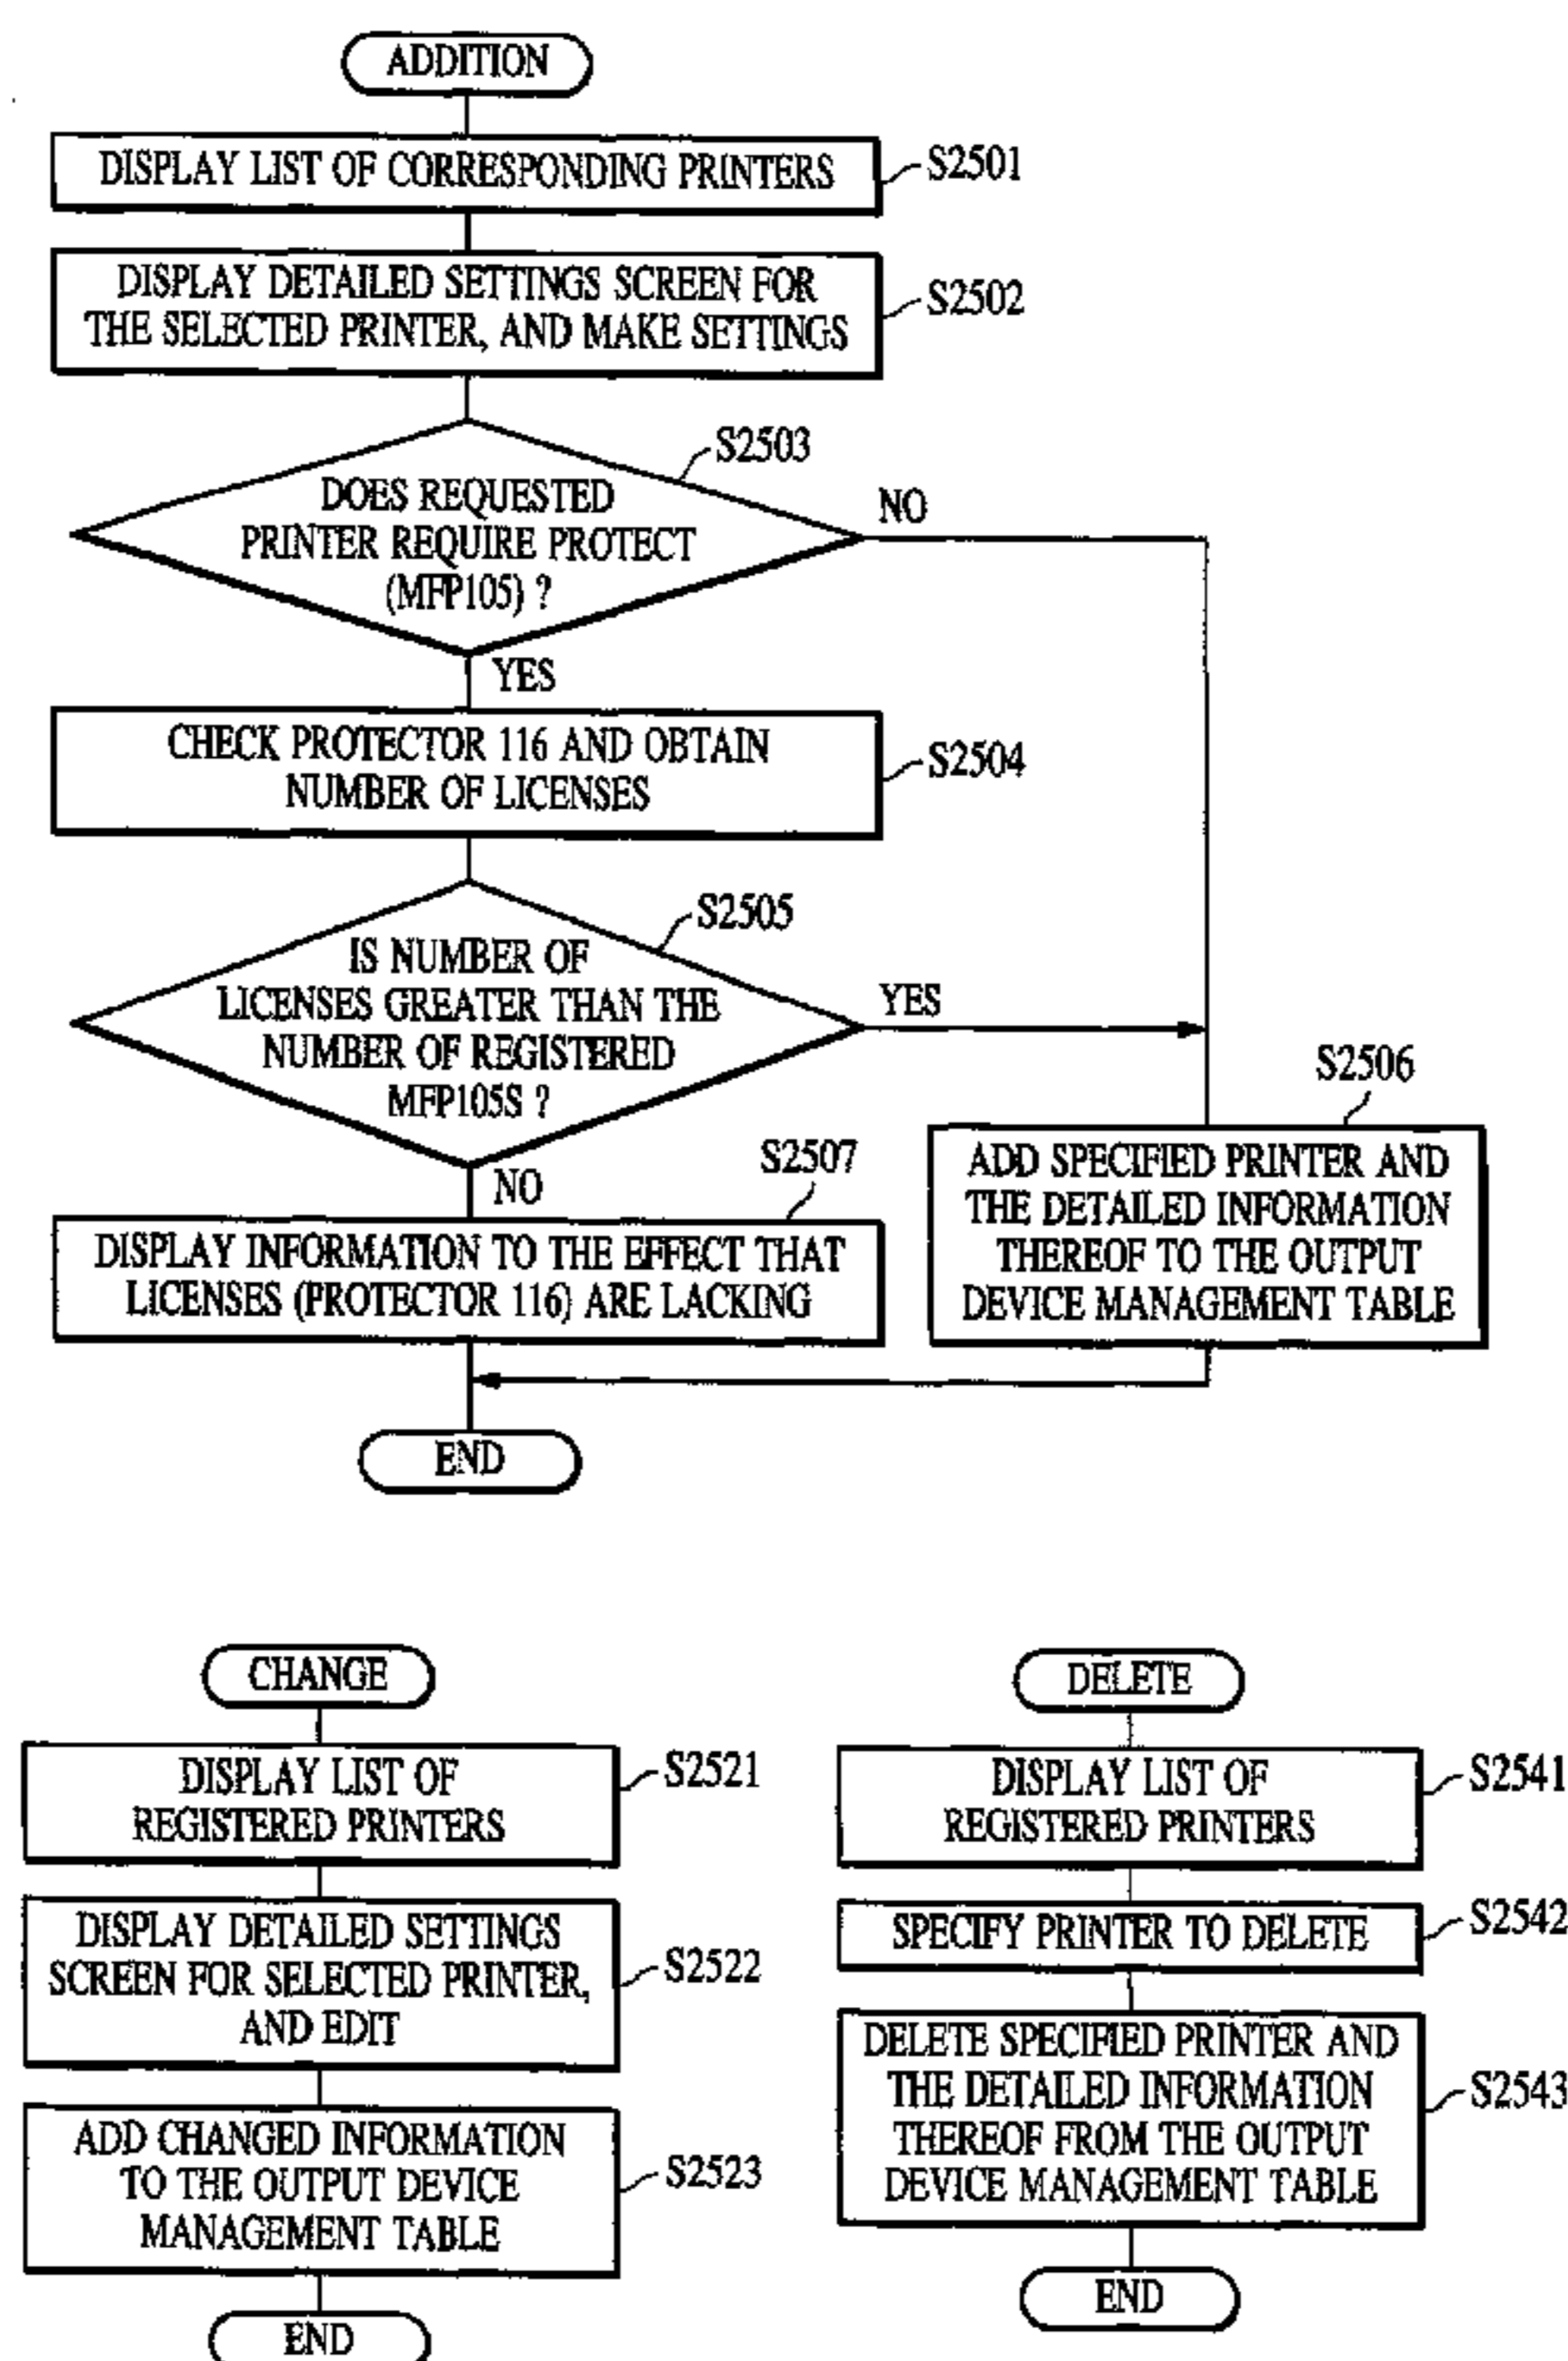 ADDITION
DISPLAY LIST OF CORRESPONDING PRINTERS
S2501
DISPLAY DETAILED SETTINGS SCREEN FOR
THE SELECTED PRINTER, AND MAKE SETTINGS
S2502
S2503
DOES REQUESTED
PRINTER REQUIRE PROTECT
(MFP105) ?
NO
YES
CHECK PROTECTOR 116 AND OBTAIN
NUMBER OF LICENSES
S2504
S2505
IS NUMBER OF
LICENSES GREATER THAN THE
NUMBER OF REGISTERED
MFP105S ?
YES
NO
S2506
ADD SPECIFIED PRINTER AND
THE DETAILED INFORMATION
THEREOF TO THE OUTPUT
DEVICE MANAGEMENT TABLE
S2507
DISPLAY INFORMATION TO THE EFFECT THAT
LICENSES (PROTECTOR 116) ARE LACKING
END
CHANGE
DISPLAY LIST OF
REGISTERED PRINTERS
S2521
DISPLAY DETAILED SETTINGS
SCREEN FOR SELECTED PRINTER,
AND EDIT
S2522
ADD CHANGED INFORMATION
TO THE OUTPUT DEVICE
MANAGEMENT TABLE
S2523
END
DELETE
DISPLAY LIST OF
REGISTERED PRINTERS
S2541
SPECIFY PRINTER TO DELETE
S2542
DELETE SPECIFIED PRINTER AND
THE DETAILED INFORMATION
THEREOF FROM THE OUTPUT
DEVICE MANAGEMENT TABLE
S2543
END